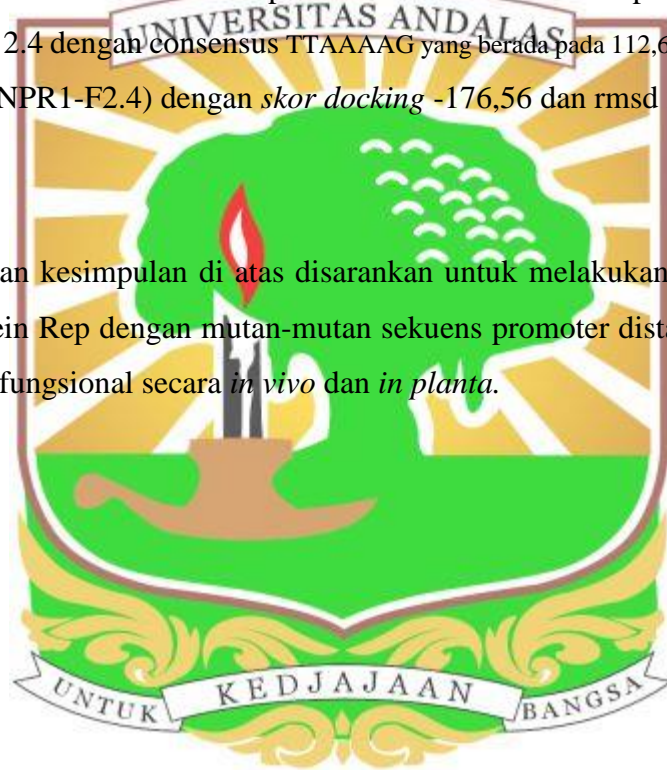 UNIVERSITAS ANDALAS
2.4 dengan consensus TTAAAAG yang berada pada 112,6
NPR1-F2.4) dengan skor docking -176,56 dan rmsd
an kesimpulan di atas disarankan untuk melakukan
ein Rep dengan mutan-mutan sekuens promoter dista
fungsional secara in vivo dan in planta.
UNTUK KEDJAJAAN BANGSA